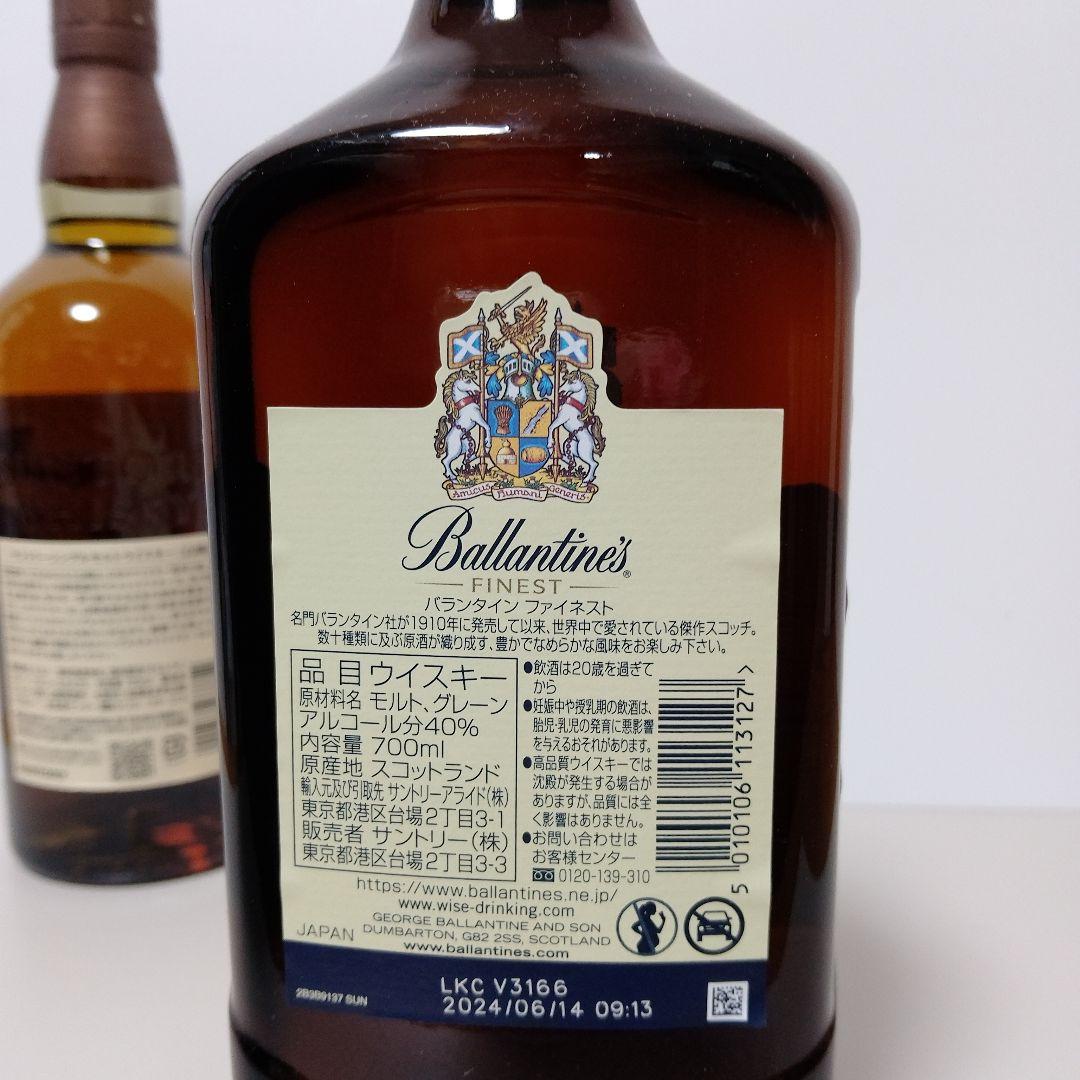 Amicus Humani Generis
Ballantine's®
FINEST
バランタイン ファイネスト
名門バランタイン社が1910年に発売して以来、世界中で愛されている傑作スコッチ。
数十種類に及ぶ原酒が織り成す、豊かでなめらかな風味をお楽しみ下さい。
品目 ウイスキー
原材料名 モルト、グレーン
アルコール分40%
内容量 700ml
原産地 スコットランド
輸入元及び引取先 サントリーアライド(株)
東京都港区台場2丁目3-1
販売者 サントリー(株)
東京都港区台場2丁目3-3
●飲酒は20歳を過ぎて
から
●妊娠中や授乳期の飲酒は、
胎児・乳児の発育に悪影響
を与えるおそれがあります。
●高品質ウイスキーでは
沈殿が発生する場合が
ありますが、品質には全
く影響はありません。
●お問い合わせは
お客様センター
0120-139-310
5 010106 113127 >
https://www.ballantines.ne.jp/
www.wise-drinking.com
GEORGE BALLANTINE AND SON
JAPAN DUMBARTON, G82 2SS, SCOTLAND
www.ballantines.com
2B3B9137 SUN
LKC V3166
2024/06/14 09:13